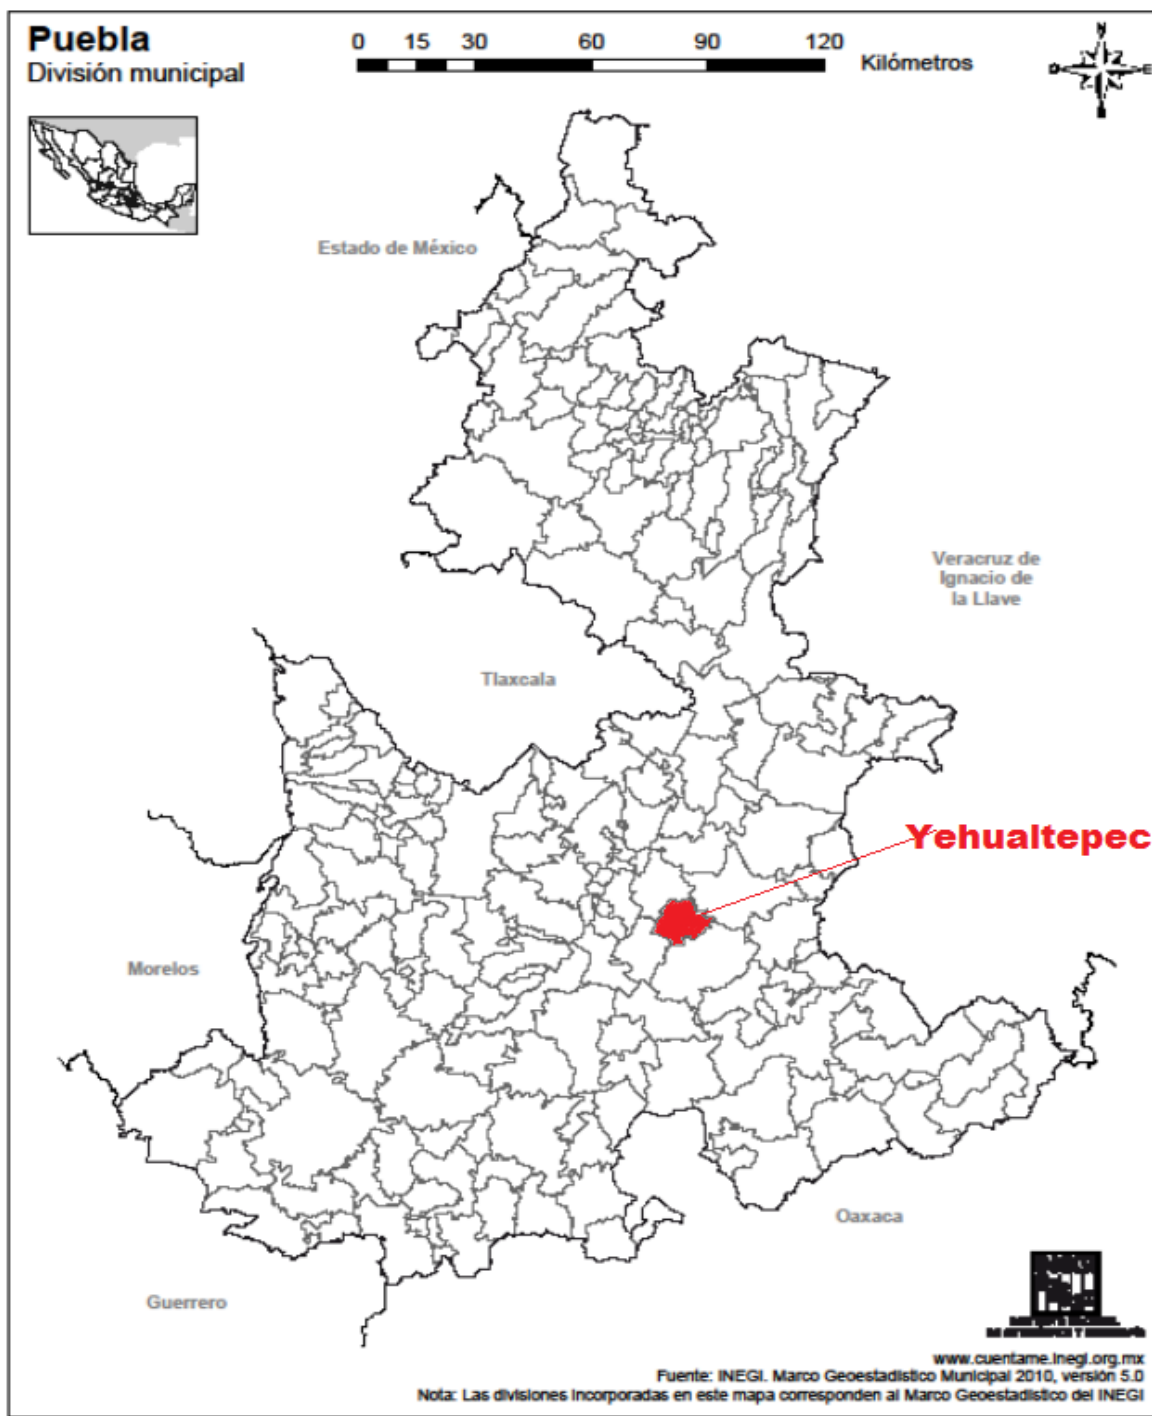 Puebla
División municipal
0 15 30 60 90 120 Kilómetros
N
E
Estado de México
Veracruz de
Ignacio de
la Llave
Tlaxcala
Yehualtepec
Morelos
Oaxaca
Guerrero
www.cuentame.inegi.org.mx
Fuente: INEGI. Marco Geoestadístico Municipal 2010, versión 5.0
Nota: Las divisiones incorporadas en este mapa corresponden al Marco Geoestadístico del INEGI